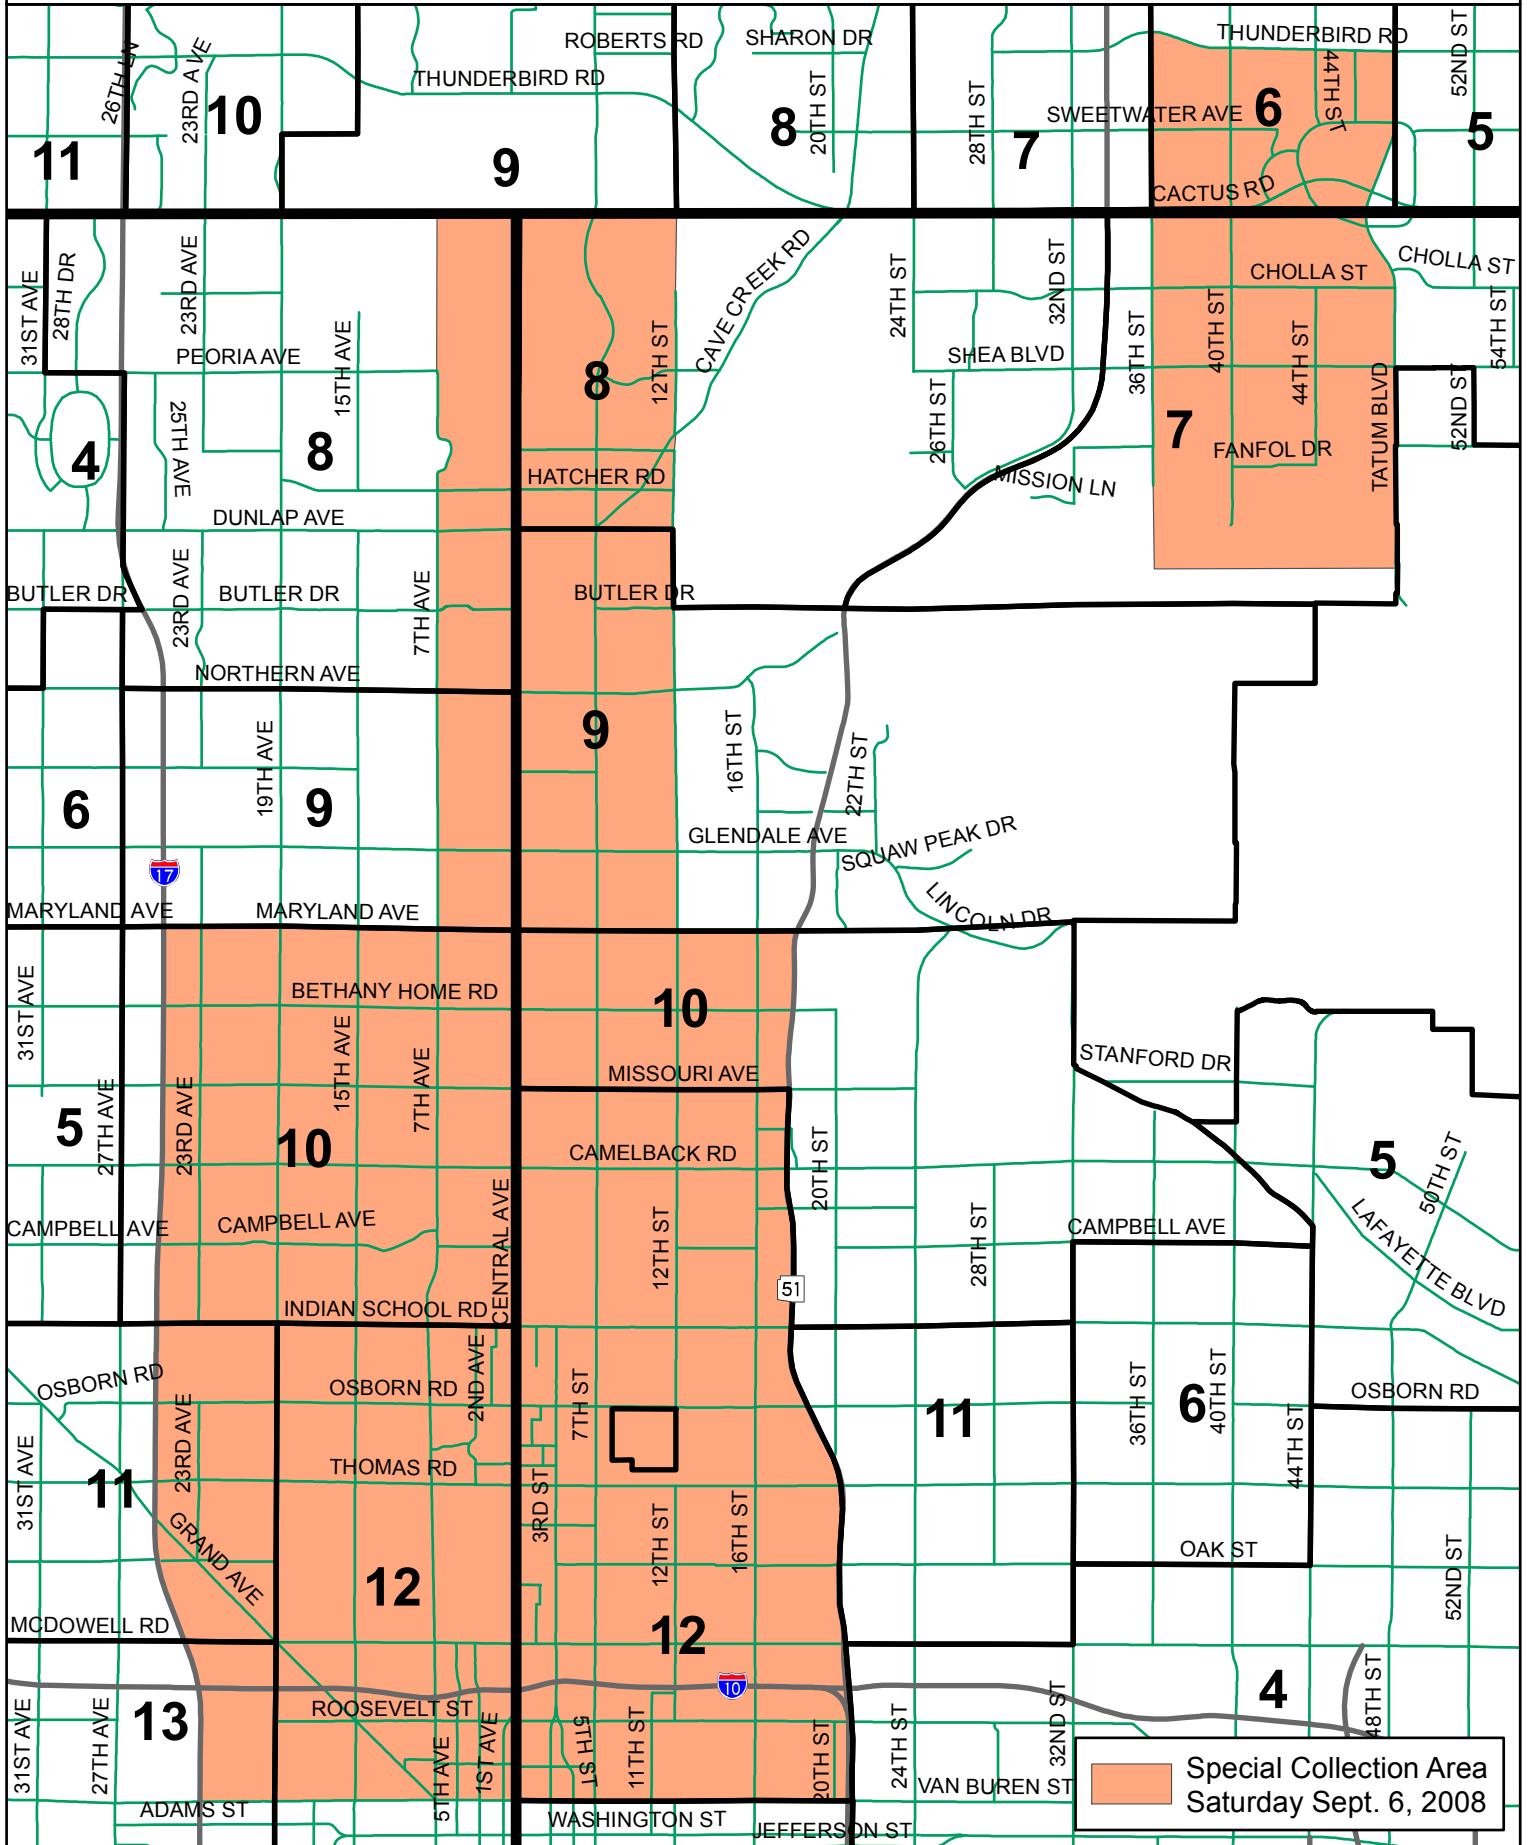 THUNDERBIRD RD
ROBERTS RD
SHARON DR
26TH LN
23RD AVE
THUNDERBIRD RD
20TH ST
28TH ST
SWEETWATER AVE
44TH ST
52ND ST
10
8
6
11
9
7
5
CACTUS RD
31ST AVE
28TH DR
23RD AVE
CAVE CREEK RD
24TH ST
32ND ST
CHOLLA ST
CHOLLA ST
PEORIA AVE
15TH AVE
12TH ST
SHEA BLVD
36TH ST
40TH ST
44TH ST
54TH ST
8
25TH AVE
26TH ST
TATUM BLVD
52ND ST
4
8
7
HATCHER RD
FANFOL DR
MISSION LN
DUNLAP AVE
BUTLER DR
23RD AVE
BUTLER DR
7TH AVE
BUTLER DR
NORTHERN AVE
19TH AVE
9
16TH ST
22TH ST
6
9
GLENDALE AVE
SQUAW PEAK DR
17
MARYLAND AVE
MARYLAND AVE
LINCOLN DR
31ST AVE
BETHANY HOME RD
10
15TH AVE
7TH AVE
MISSOURI AVE
STANFORD DR
5
27TH AVE
23RD AVE
10
CAMELBACK RD
20TH ST
5
50TH ST
CAMPBELL AVE
CAMPBELL AVE
CENTRAL AVE
12TH ST
28TH ST
CAMPBELL AVE
LAFAYETTE BLVD
51
INDIAN SCHOOL RD
OSBORN RD
OSBORN RD
2ND AVE
7TH ST
36TH ST
40TH ST
OSBORN RD
23RD AVE
11
6
44TH ST
31ST AVE
11
THOMAS RD
3RD ST
GRAND AVE
12TH ST
16TH ST
OAK ST
52ND ST
12
MCDOWELL RD
12
10
4
48TH ST
13
31ST AVE
27TH AVE
ROOSEVELT ST
5TH AVE
1ST AVE
5TH ST
11TH ST
20TH ST
24TH ST
32ND ST
VAN BUREN ST
Special Collection Area
Saturday Sept. 6, 2008
ADAMS ST
WASHINGTON ST
JEFFERSON ST